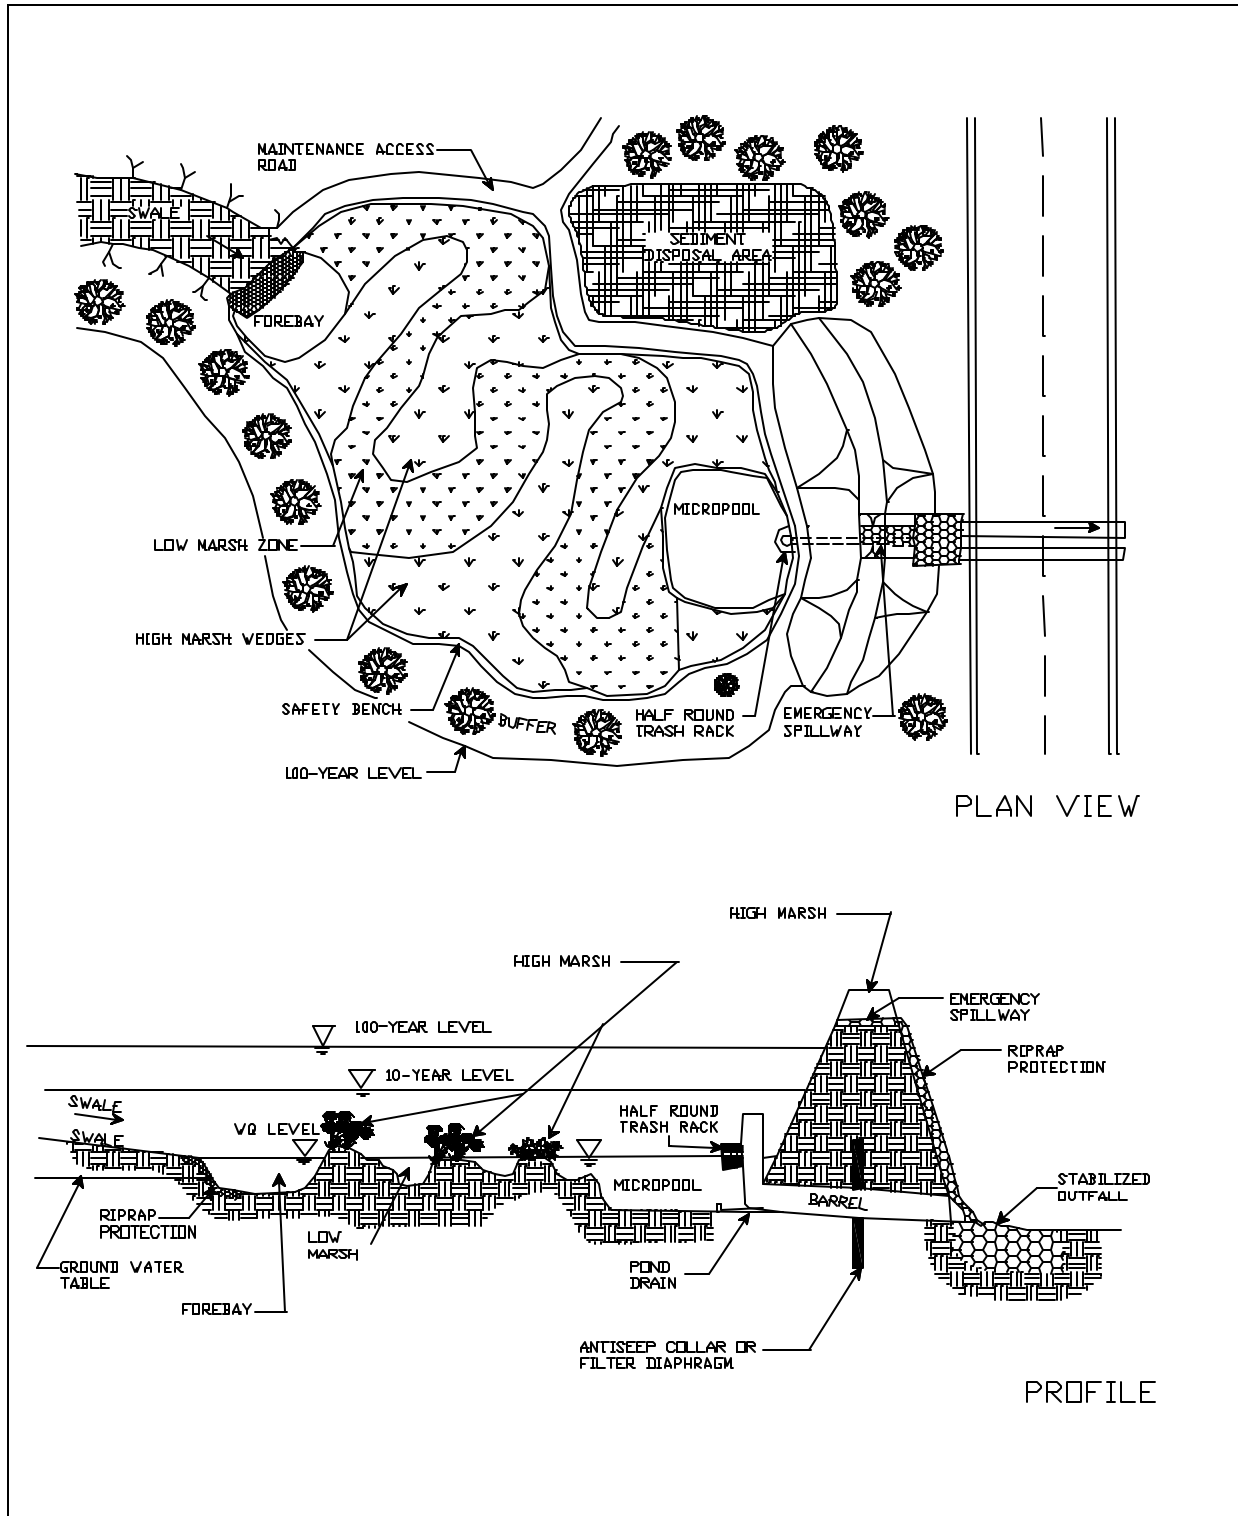 MAINTENANCE ACCESS
ROAD
SWALE
SEDIMENT
DISPOSAL AREA
FOREBAY
MICROPOOL
LOW MARSH ZONE
HIGH MARSH WEDGES
SAFETY BENCH
BUFFER
HALF ROUND
TRASH RACK
EMERGENCY
SPILLWAY
100-YEAR LEVEL
PLAN VIEW
HIGH MARSH
HIGH MARSH
EMERGENCY
SPILLWAY
100-YEAR LEVEL
RIPRAP
PROTECTION
10-YEAR LEVEL
SWALE
HALF ROUND
TRASH RACK
WQ LEVEL
SWALE
STABILIZED
OUTFALL
MICROPOOL
BARREL
RIPRAP
PROTECTION
LOW
MARSH
GROUND WATER
TABLE
POND
DRAIN
FOREBAY
ANTISEEP COLLAR OR
FILTER DIAPHRAGM
PROFILE